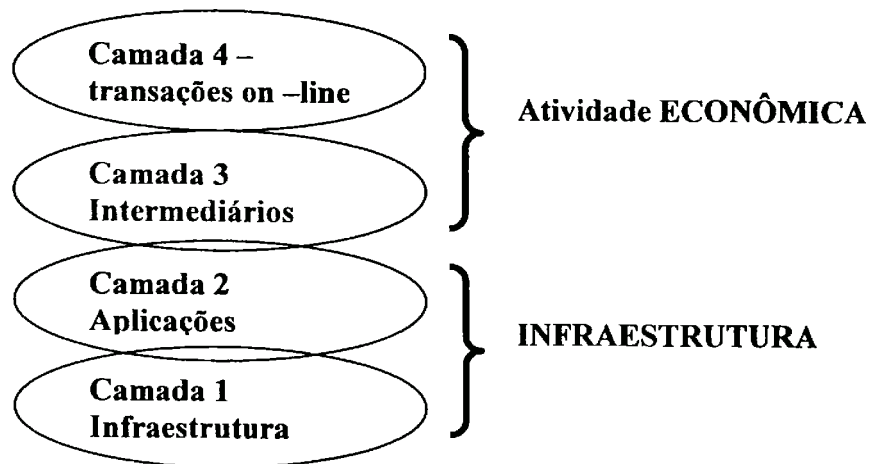 Camada 4 –
transações on –line
Atividade ECONÔMICA
Camada 3
Intermediários
Camada 2
Aplicações
INFRAESTRUTURA
Camada 1
Infraestrutura